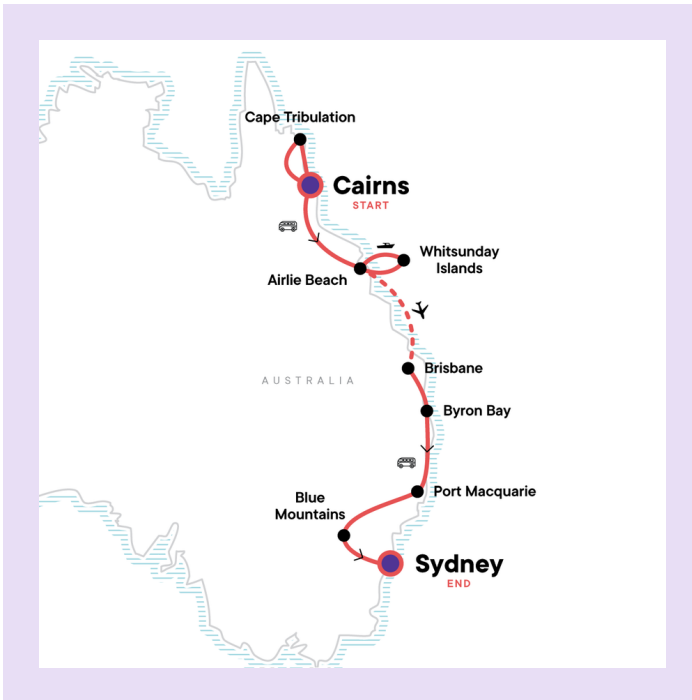 Cape Tribulation
Cairns
START
Whitsunday
Islands
Airlie Beach
Brisbane
AUSTRALIA
Byron Bay
Port Macquarie
Blue
Mountains
Sydney
END